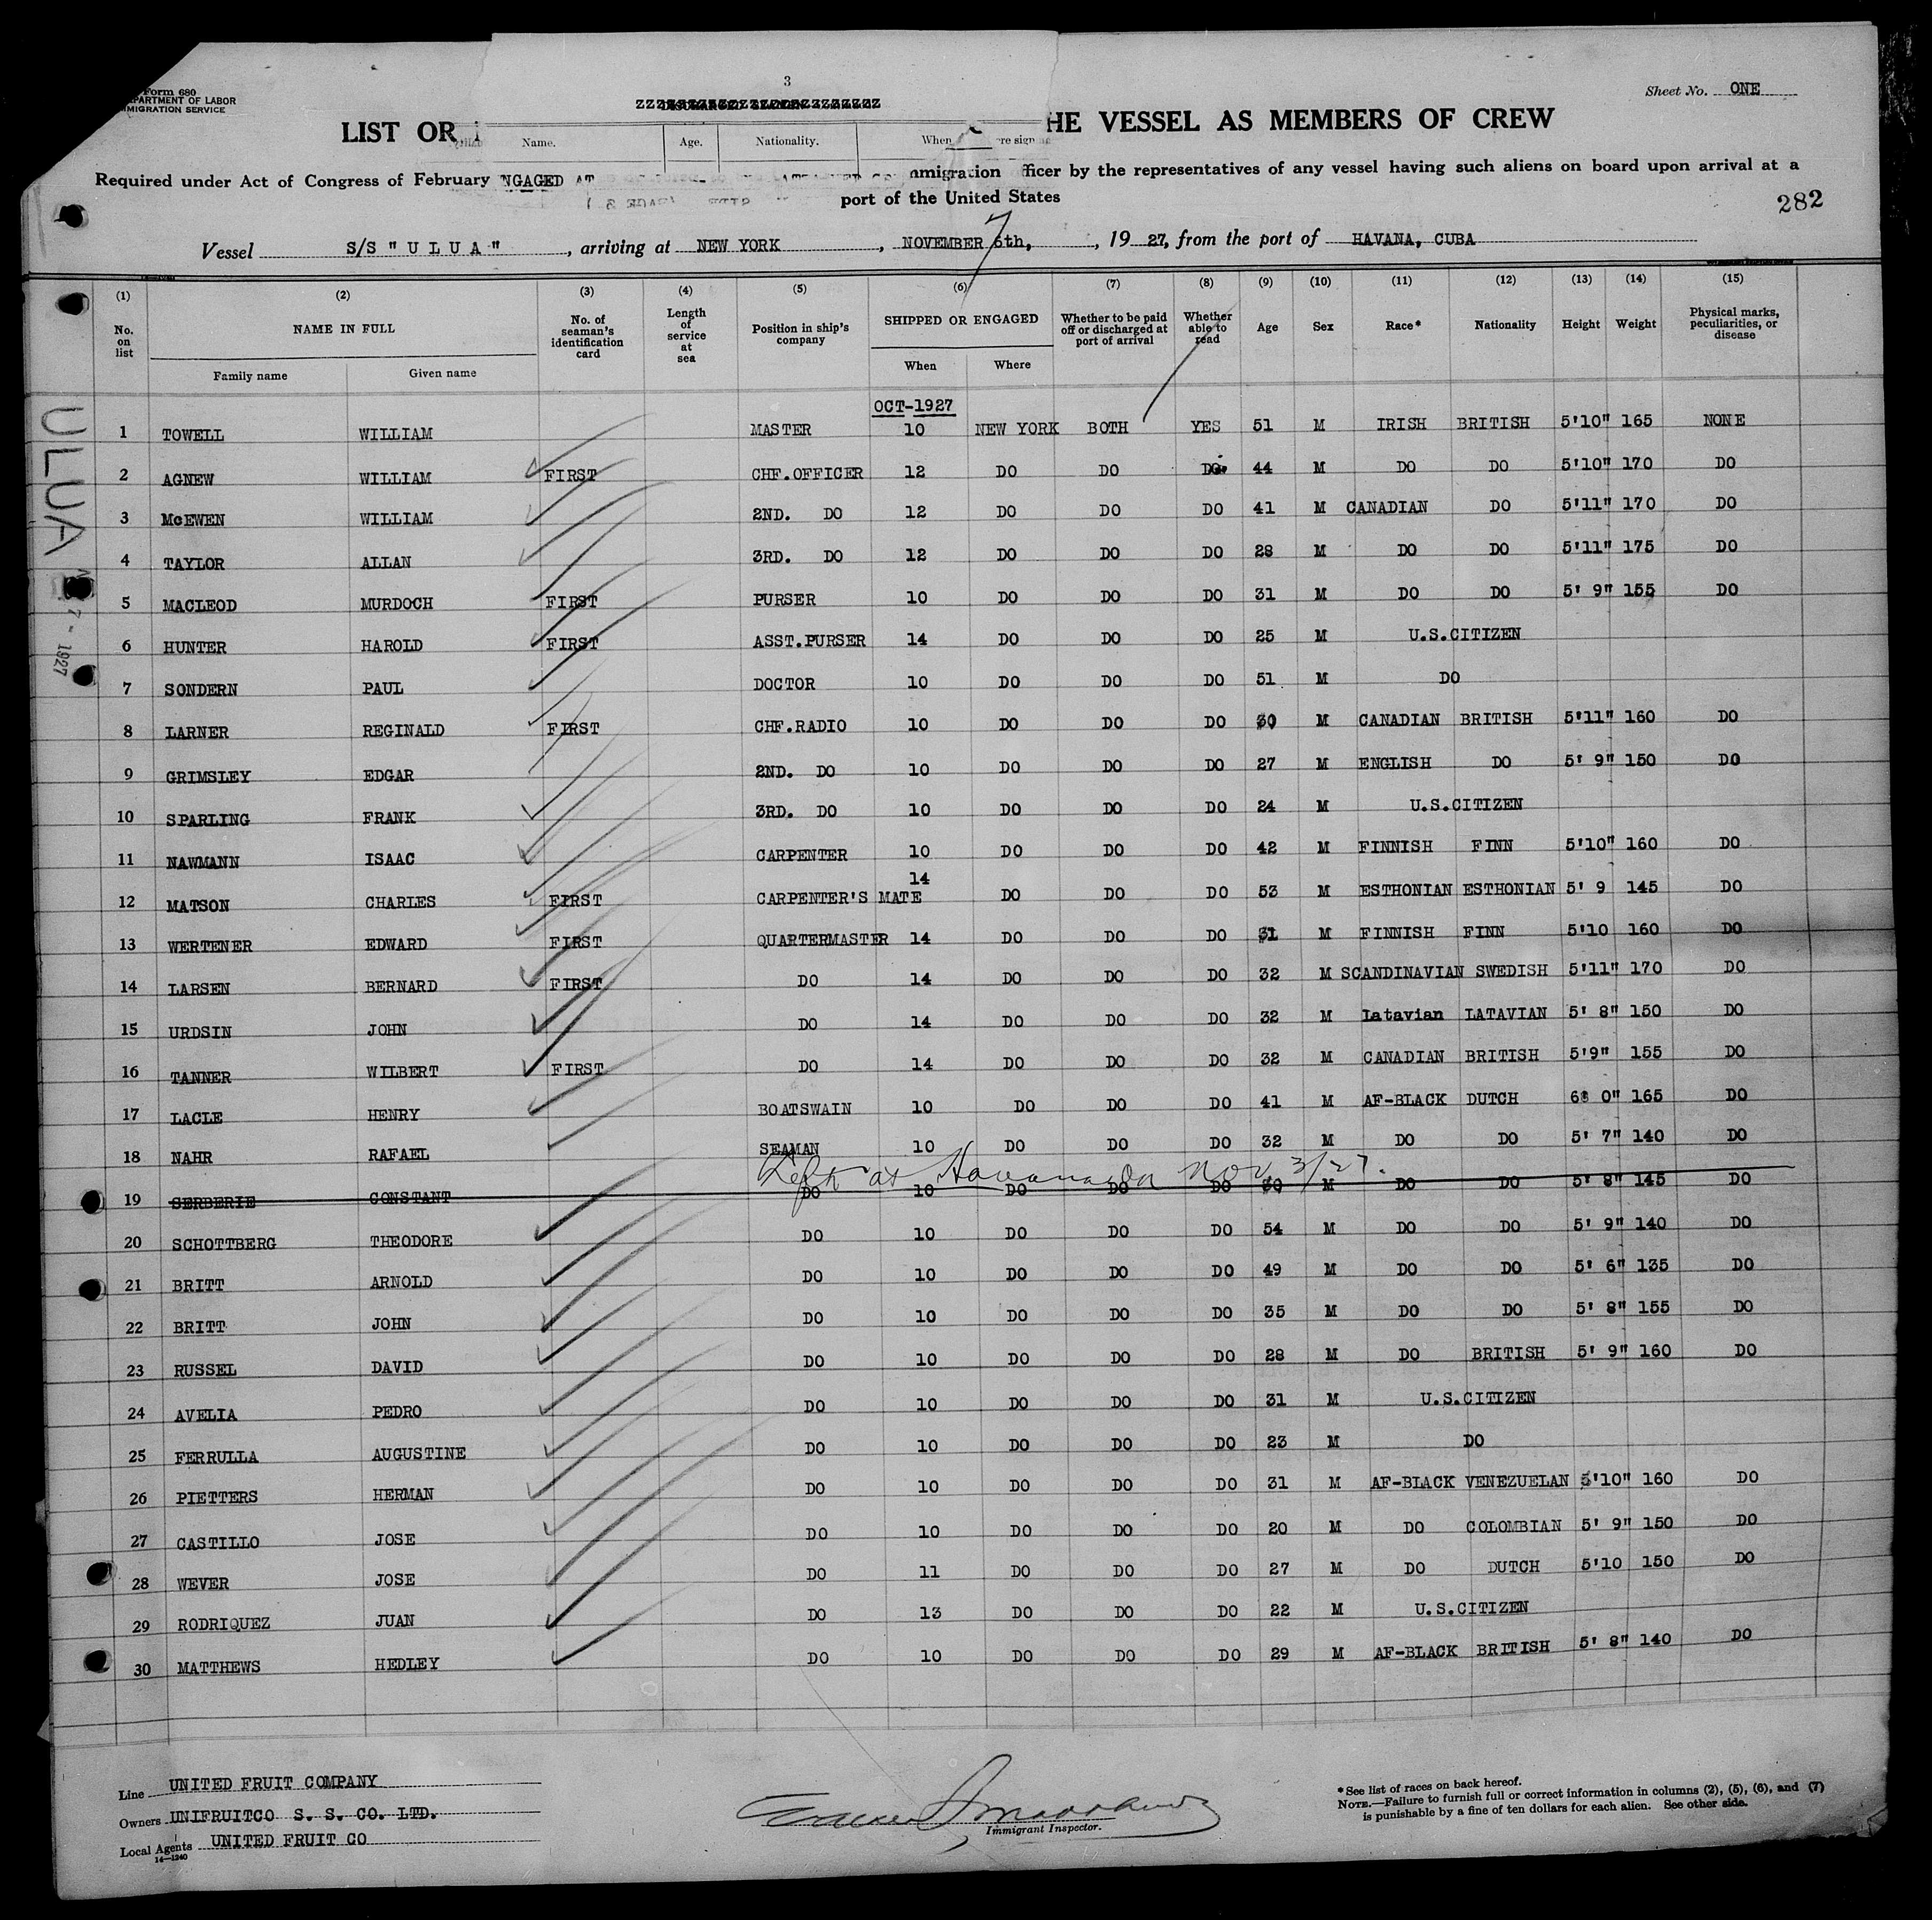 3
Form 680
DEPARTMENT OF LABOR
IMMIGRATION SERVICE
Sheet No. ONE
ZZZZZZZZZZZZZZZZZZZZZZZ
LIST OR HE VESSEL AS MEMBERS OF CREW
Name. Age. Nationality. When
Required under Act of Congress of February NGAGED AT mmigration fficer by the representatives of any vessel having such aliens on board upon arrival at a
port of the United States
282
Vessel S/S " U L U A ", arriving at NEW YORK, NOVEMBER 6th, 7, 19 27, from the port of HAVANA, CUBA
(1) (2) (3) (4) (5) (6) (7) (8) (9) (10) (11) (12) (13) (14) (15)
No. on list NAME IN FULL No. of seaman's identification card Length of service at sea Position in ship's company SHIPPED OR ENGAGED Whether to be paid off or discharged at port of arrival Whether able to read Age Sex Race* Nationality Height Weight Physical marks, peculiarities, or disease
Family name Given name When Where
OCT-1927
1 TOWELL WILLIAM MASTER 10 NEW YORK BOTH YES 51 M IRISH BRITISH 5'10" 165 NONE
2 AGNEW WILLIAM FIRST CHF.OFFICER 12 DO DO DO. 44 M DO DO 5'10" 170 DO
3 McEWEN WILLIAM 2ND. DO 12 DO DO DO 41 M CANADIAN DO 5'11" 170 DO
4 TAYLOR ALLAN 3RD. DO 12 DO DO DO 28 M DO DO 5'11" 175 DO
5 MACLEOD MURDOCH FIRST PURSER 10 DO DO DO 31 M DO DO 5' 9" 155 DO
6 HUNTER HAROLD FIRST ASST.PURSER 14 DO DO DO 25 M U.S.CITIZEN
7 SONDERN PAUL DOCTOR 10 DO DO DO 51 M DO
8 LARNER REGINALD FIRST CHF.RADIO 10 DO DO DO 30 M CANADIAN BRITISH 5'11" 160 DO
9 GRIMSLEY EDGAR 2ND. DO 10 DO DO DO 27 M ENGLISH DO 5' 9" 150 DO
10 SPARLING FRANK 3RD. DO 10 DO DO DO 24 M U.S.CITIZEN
11 NAWMANN ISAAC CARPENTER 10 DO DO DO 42 M FINNISH FINN 5'10" 160 DO
12 MATSON CHARLES FIRST CARPENTER'S MATE 14 DO DO DO 53 M ESTHONIAN ESTHONIAN 5' 9 145 DO
13 WERTENER EDWARD FIRST QUARTERMASTER 14 DO DO DO 31 M FINNISH FINN 5'10 160 DO
14 LARSEN BERNARD FIRST DO 14 DO DO DO 32 M SCANDINAVIAN SWEDISH 5'11" 170 DO
15 URDSIN JOHN DO 14 DO DO DO 32 M Latavian LATAVIAN 5' 8" 150 DO
16 TANNER WILBERT FIRST DO 14 DO DO DO 32 M CANADIAN BRITISH 5'9" 155 DO
17 LACLE HENRY BOATSWAIN 10 DO DO DO 41 M AF-BLACK DUTCH 6' 0" 165 DO
18 NAHR RAFAEL SEAMAN 10 DO DO DO 32 M DO DO 5' 7" 140 DO
Left at Havana on Nov 3/27.
19 SERBERIE CONSTANT DO 10 DO DO DO 30 M DO DO 5' 8" 145 DO
20 SCHOTTBERG THEODORE DO 10 DO DO DO 54 M DO DO 5' 9" 140 DO
21 BRITT ARNOLD DO 10 DO DO DO 49 M DO DO 5' 6" 135 DO
22 BRITT JOHN DO 10 DO DO DO 35 M DO DO 5' 8" 155 DO
23 RUSSEL DAVID DO 10 DO DO DO 28 M DO BRITISH 5' 9" 160 DO
24 AVELIA PEDRO DO 10 DO DO DO 31 M U.S.CITIZEN
25 FERRULLA AUGUSTINE DO 10 DO DO DO 23 M DO
26 PIETTERS HERMAN DO 10 DO DO DO 31 M AF-BLACK VENEZUELAN 5'10" 160 DO
27 CASTILLO JOSE DO 10 DO DO DO 20 M DO COLOMBIAN 5' 9" 150 DO
28 WEVER JOSE DO 11 DO DO DO 27 M DO DUTCH 5'10 150 DO
29 RODRIQUEZ JUAN DO 13 DO DO DO 22 M U.S.CITIZEN
30 MATTHEWS HEDLEY DO 10 DO DO DO 29 M AF-BLACK BRITISH 5' 8" 140 DO
ULUA
7 - 1927
Line UNITED FRUIT COMPANY
Owners UNIFRUITCO S. S. CO. LTD.
Local Agents UNITED FRUIT CO
14—1240
Immigrant Inspector.
*See list of races on back hereof.
NOTE.—Failure to furnish full or correct information in columns (2), (5), (6), and (7)
is punishable by a fine of ten dollars for each alien. See other side.